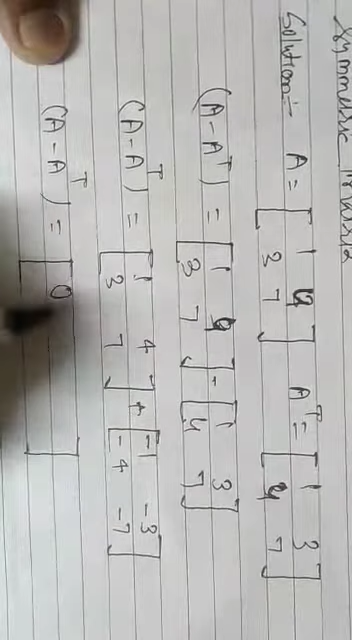 Symmetric Matrix
Solution:- A = [ 1 4 ] A^T = [ 1 3 ]
[ 3 7 ] [ 4 7 ]
(A-A^T) = [ 1 4 ] - [ 1 3 ]
[ 3 7 ] [ 4 7 ]
(A-A^T) = [ 1 4 ] + [ -1 -3 ]
[ 3 7 ] [ -4 -7 ]
(A-A^T) = [ 0 ]